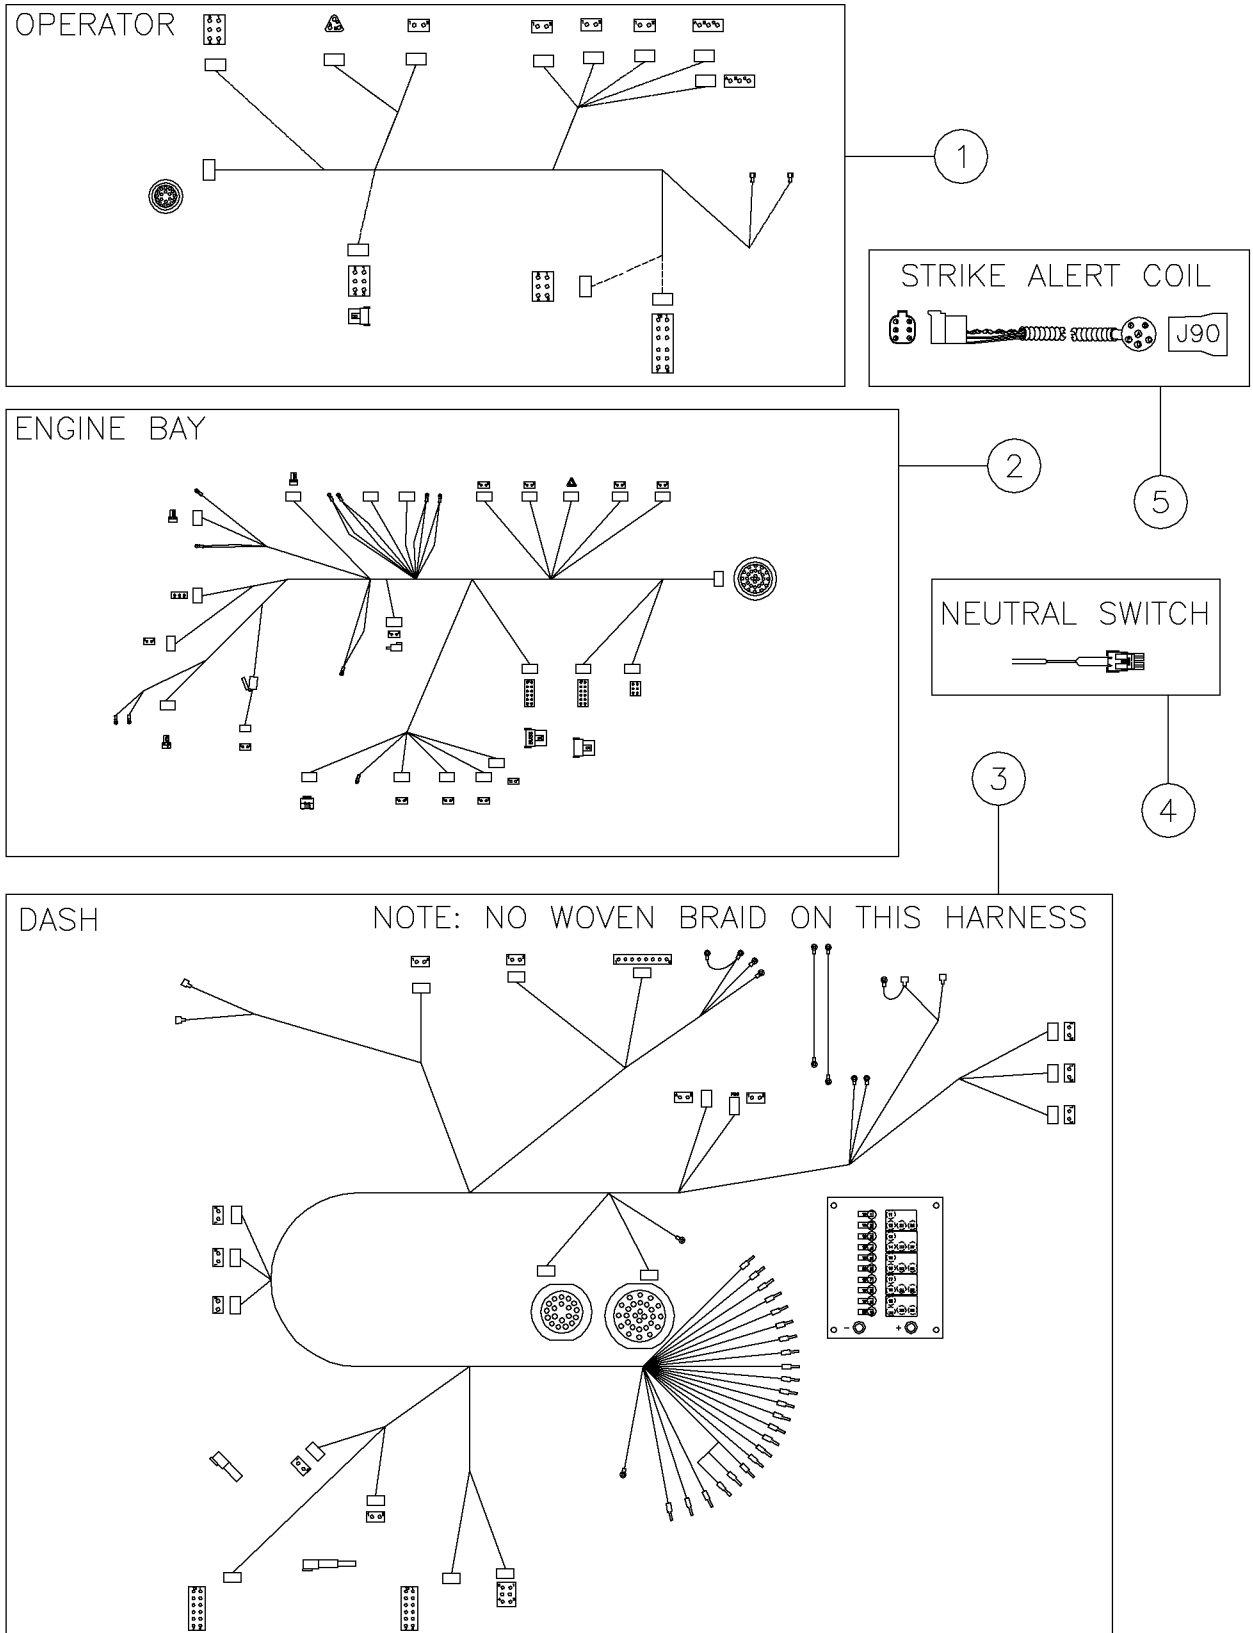 OPERATOR
1
STRIKE ALERT COIL
J90
ENGINE BAY
2
5
NEUTRAL SWITCH
3
4
DASH
NOTE: NO WOVEN BRAID ON THIS HARNESS
- +